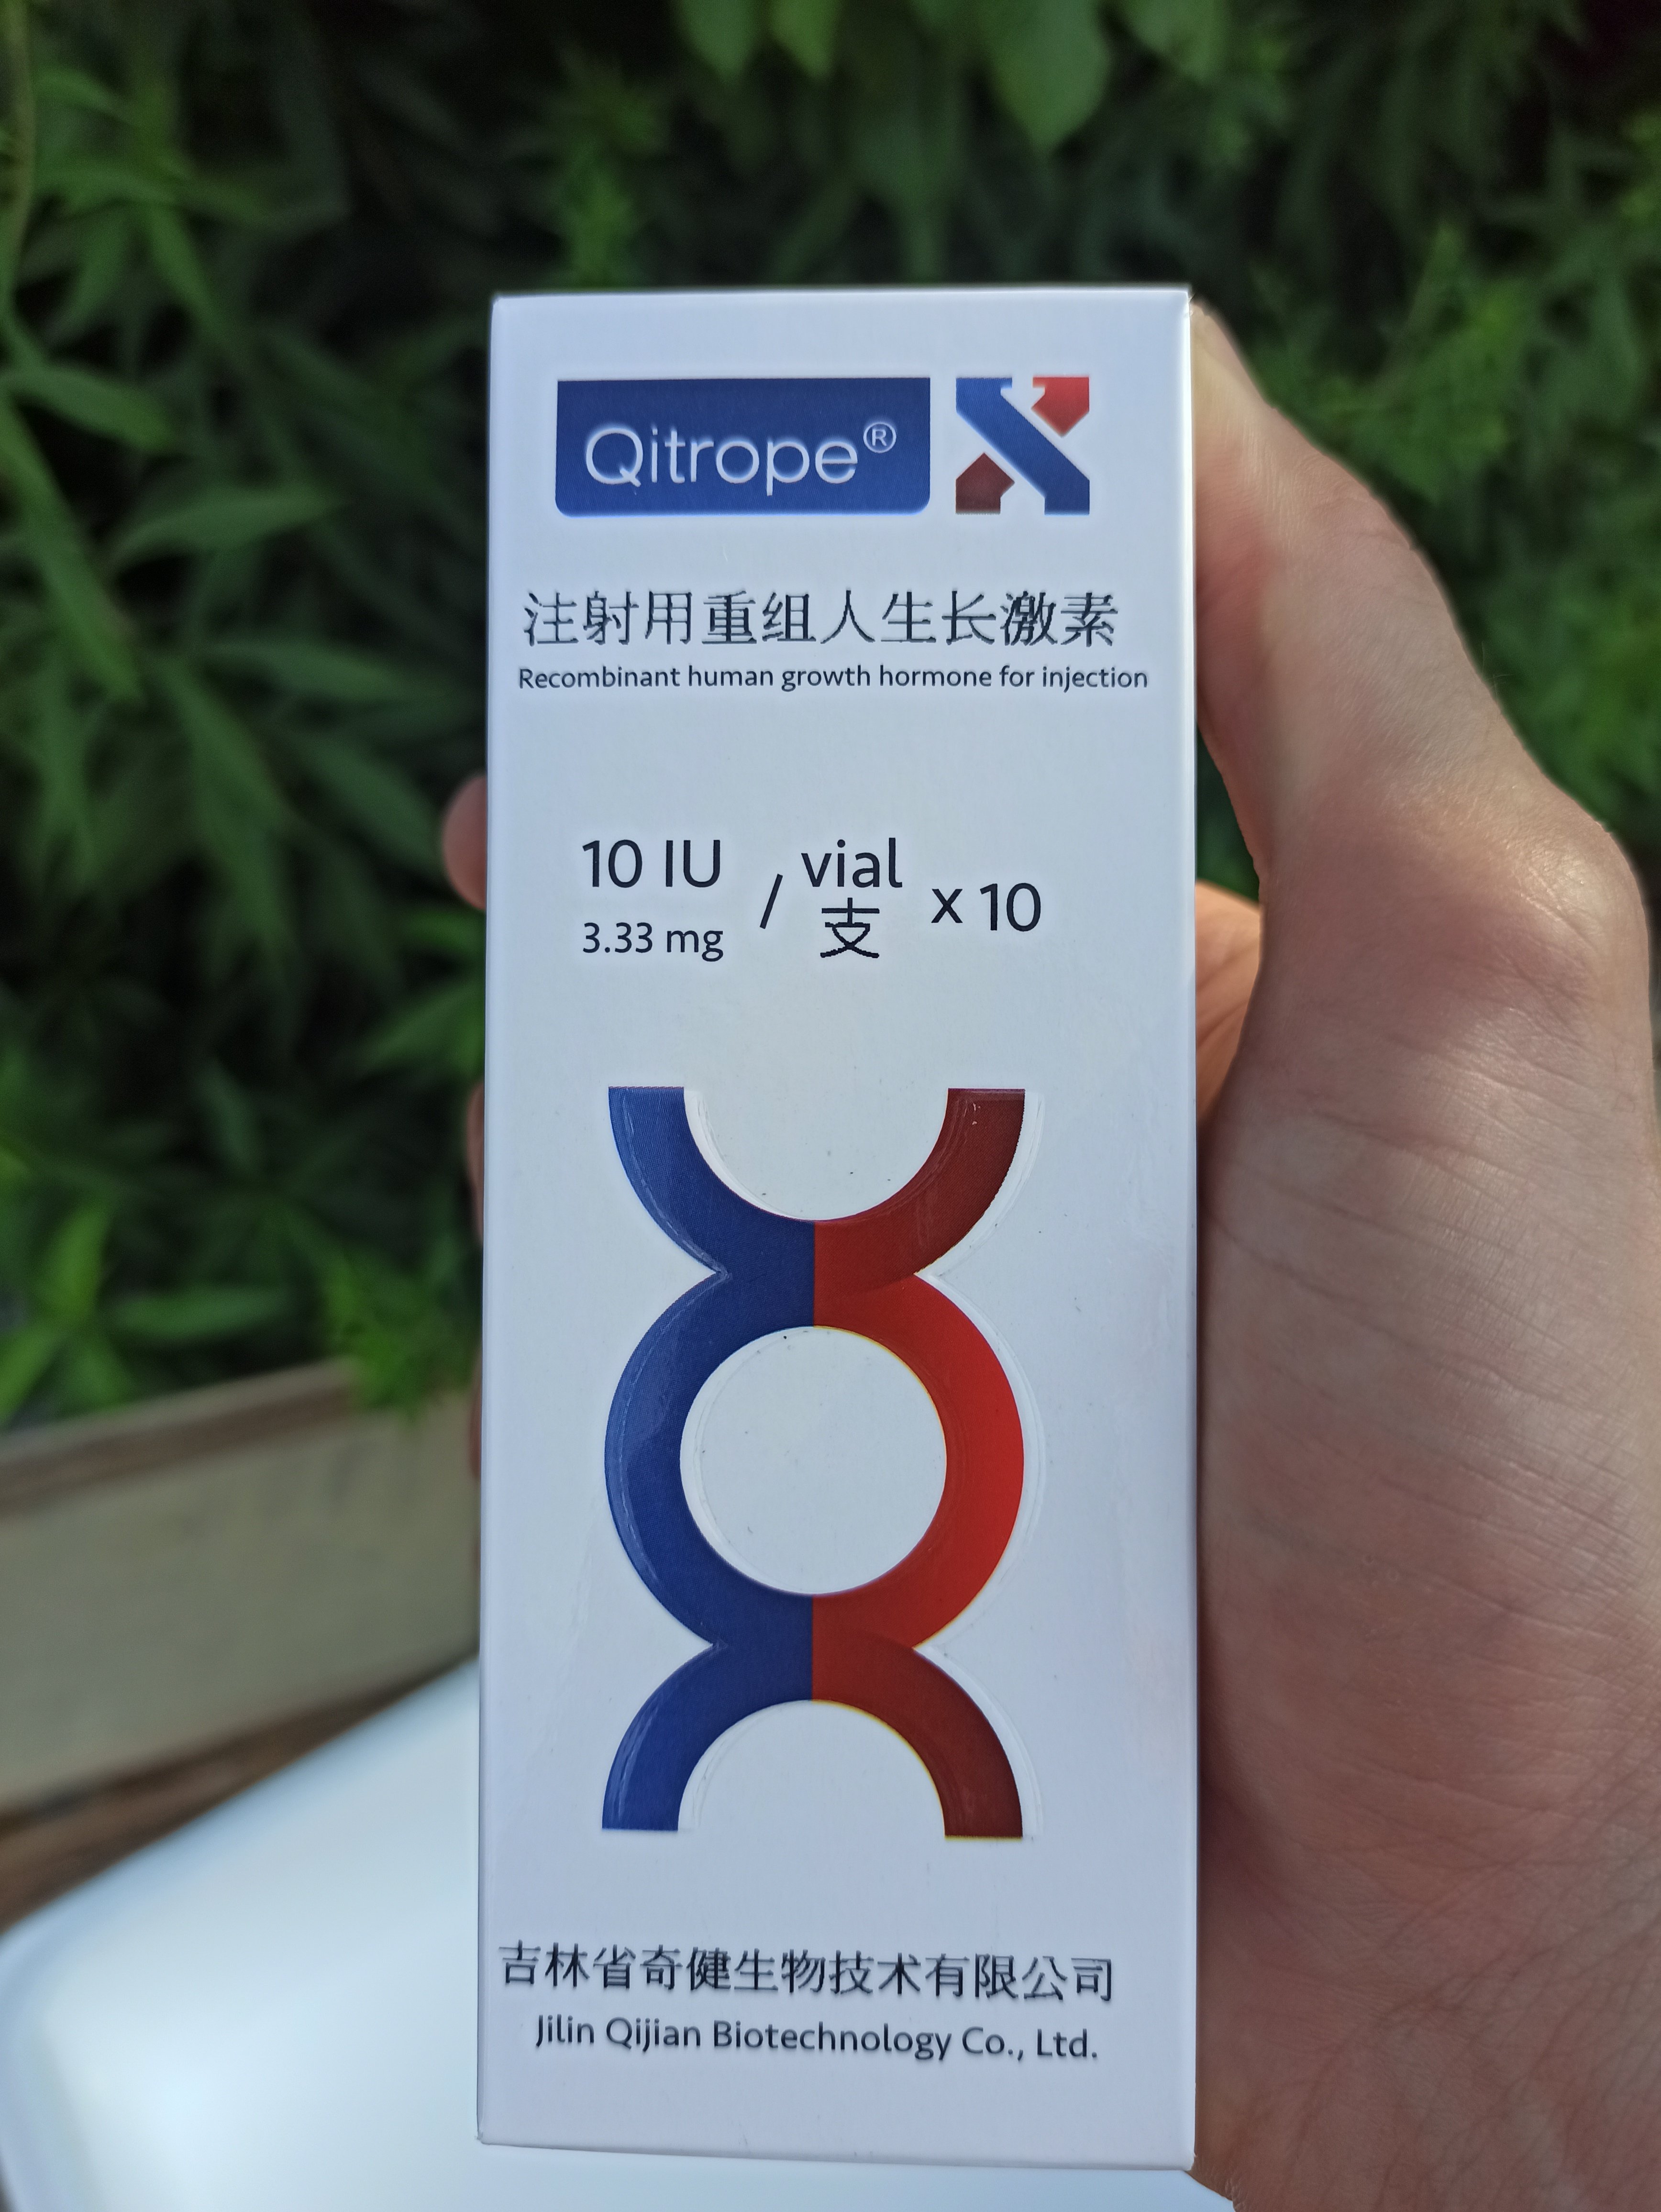 Qitrope®
注射用重组人生长激素
Recombinant human growth hormone for injection
10 IU / vial x 10
3.33 mg 支
吉林省奇健生物技术有限公司
Jilin Qijian Biotechnology Co., Ltd.